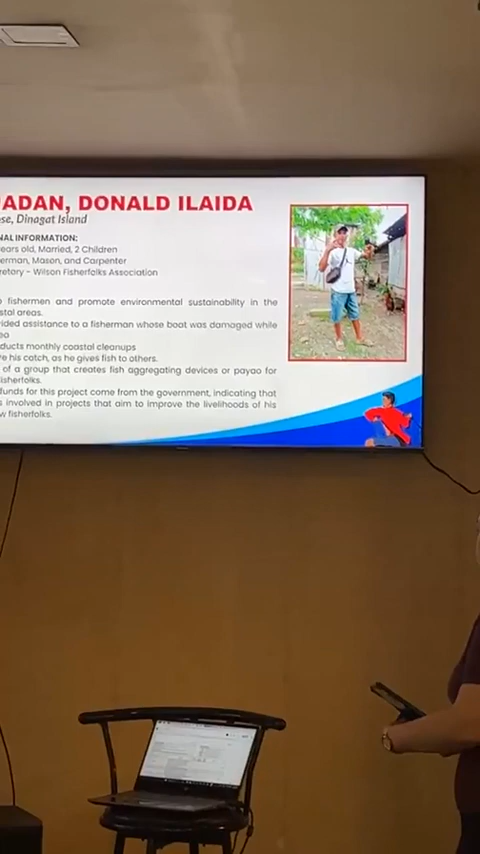 ADAN, DONALD ILAIDA
se, Dinagat Island
NAL INFORMATION:
ears old, Married, 2 Children
erman, Mason, and Carpenter
retary - Wilson Fisherfolks Association
fishermen and promote environmental sustainability in the
stal areas.
ided assistance to a fisherman whose boat was damaged while
ea
ducts monthly coastal cleanups
e his catch, as he gives fish to others.
of a group that creates fish aggregating devices or payao for
isherfolks.
funds for this project come from the government, indicating that
involved in projects that aim to improve the livelihoods of his
w fisherfolks.